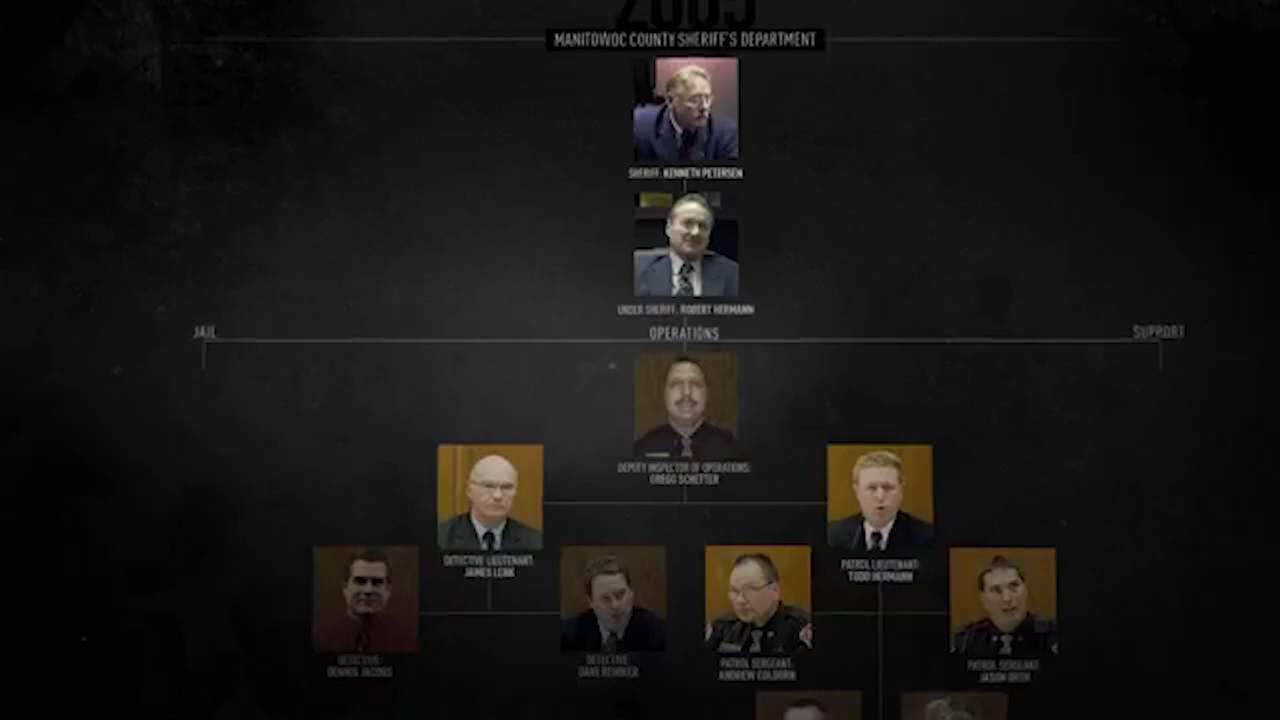 2005
MANITOWOC COUNTY SHERIFF'S DEPARTMENT
SHERIFF: KENNETH PETERSEN
UNDER SHERIFF: ROBERT HERMANN
JAIL
OPERATIONS
SUPPORT
DEPUTY INSPECTOR OF OPERATIONS:
GREGG SCHETTER
DETECTIVE LIEUTENANT:
JAMES LENK
PATROL LIEUTENANT:
TODD HERMANN
DETECTIVE:
DENNIS JACOBS
DETECTIVE:
DAVE REMIKER
PATROL SERGEANT:
ANDREW COLBORN
PATROL SERGEANT:
JASON ORTH